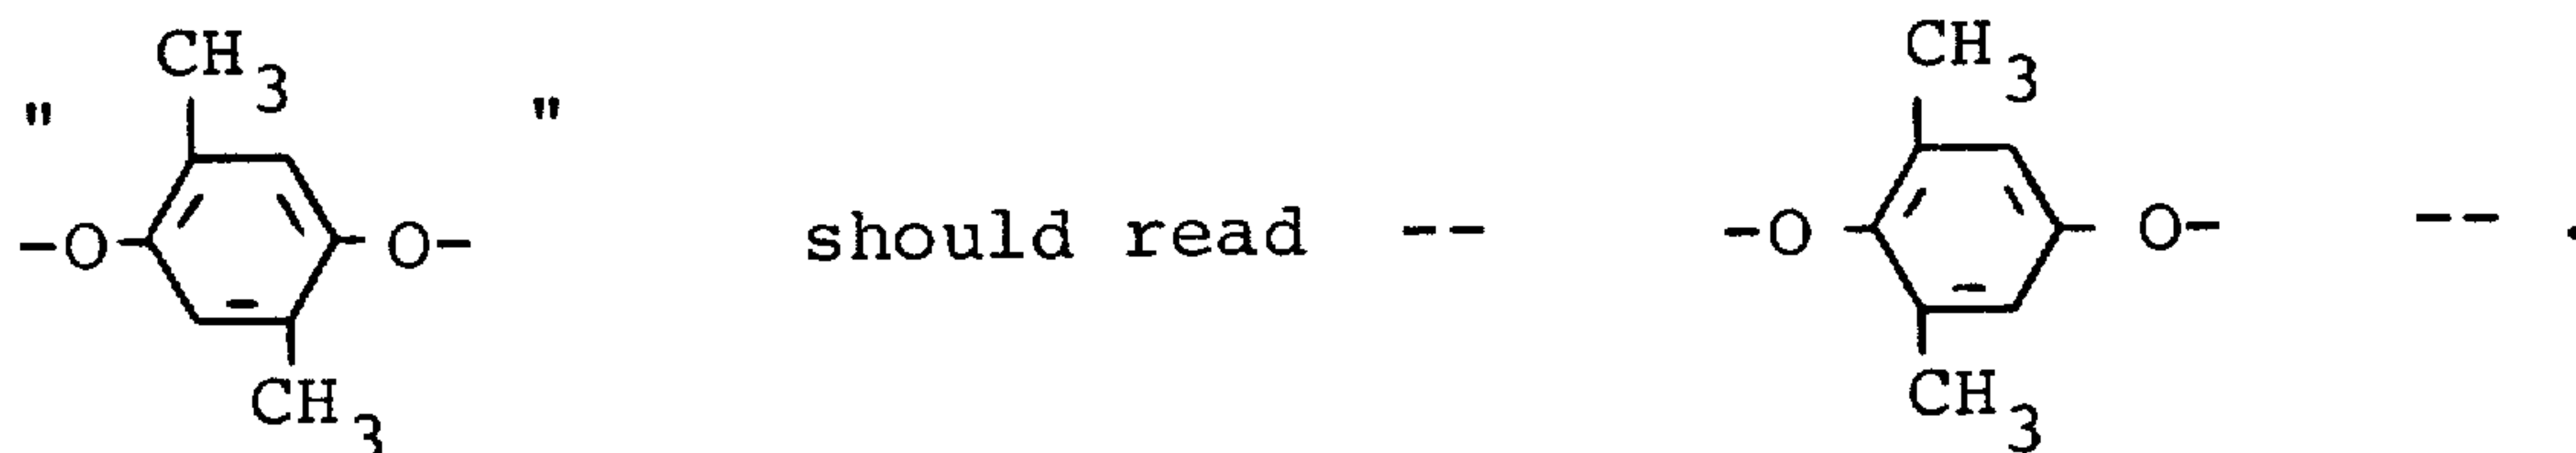 CH3 CH3
" "
-O- -O- should read -- -O- -O- -- .
CH3 CH3